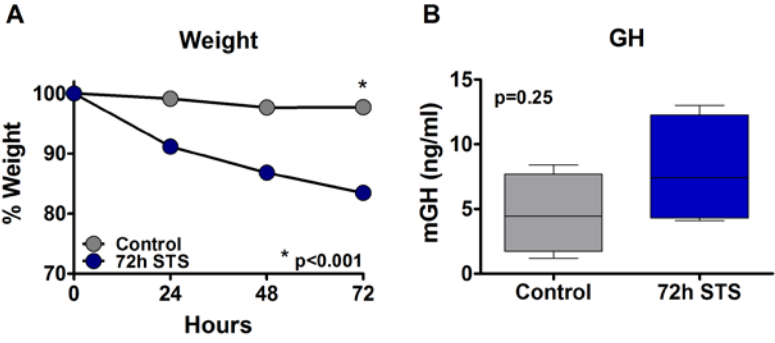 A
Weight
% Weight
100
90
80
70
*
Control
72h STS
* p<0.001
0 24 48 72
Hours
B
GH
mGH (ng/ml)
15
10
5
0
p=0.25
Control 72h STS